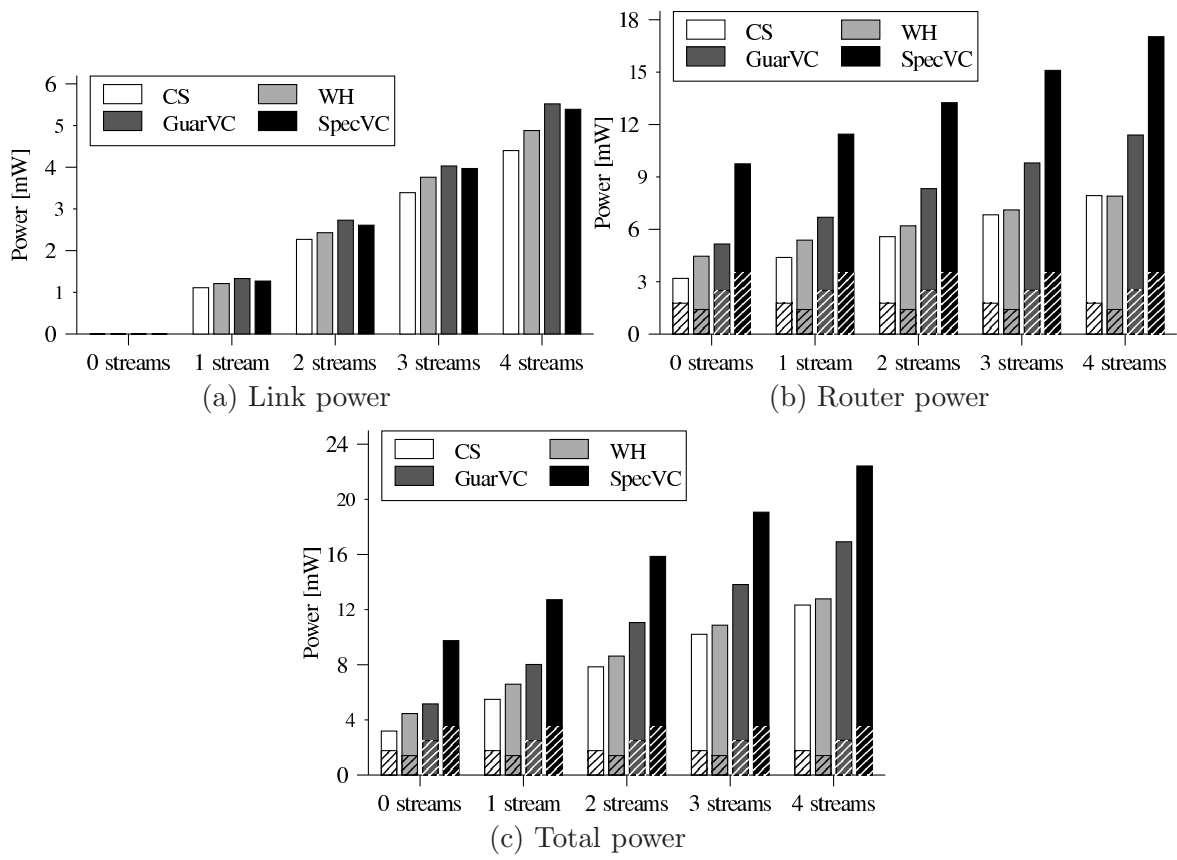 Power [mW]
6
5
4
3
2
1
0
CS WH
GuarVC SpecVC
0 streams 1 stream 2 streams 3 streams 4 streams
(a) Link power
Power [mW]
18
15
12
9
6
3
0
CS WH
GuarVC SpecVC
0 streams 1 stream 2 streams 3 streams 4 streams
(b) Router power
Power [mW]
24
20
16
12
8
4
0
CS WH
GuarVC SpecVC
0 streams 1 stream 2 streams 3 streams 4 streams
(c) Total power